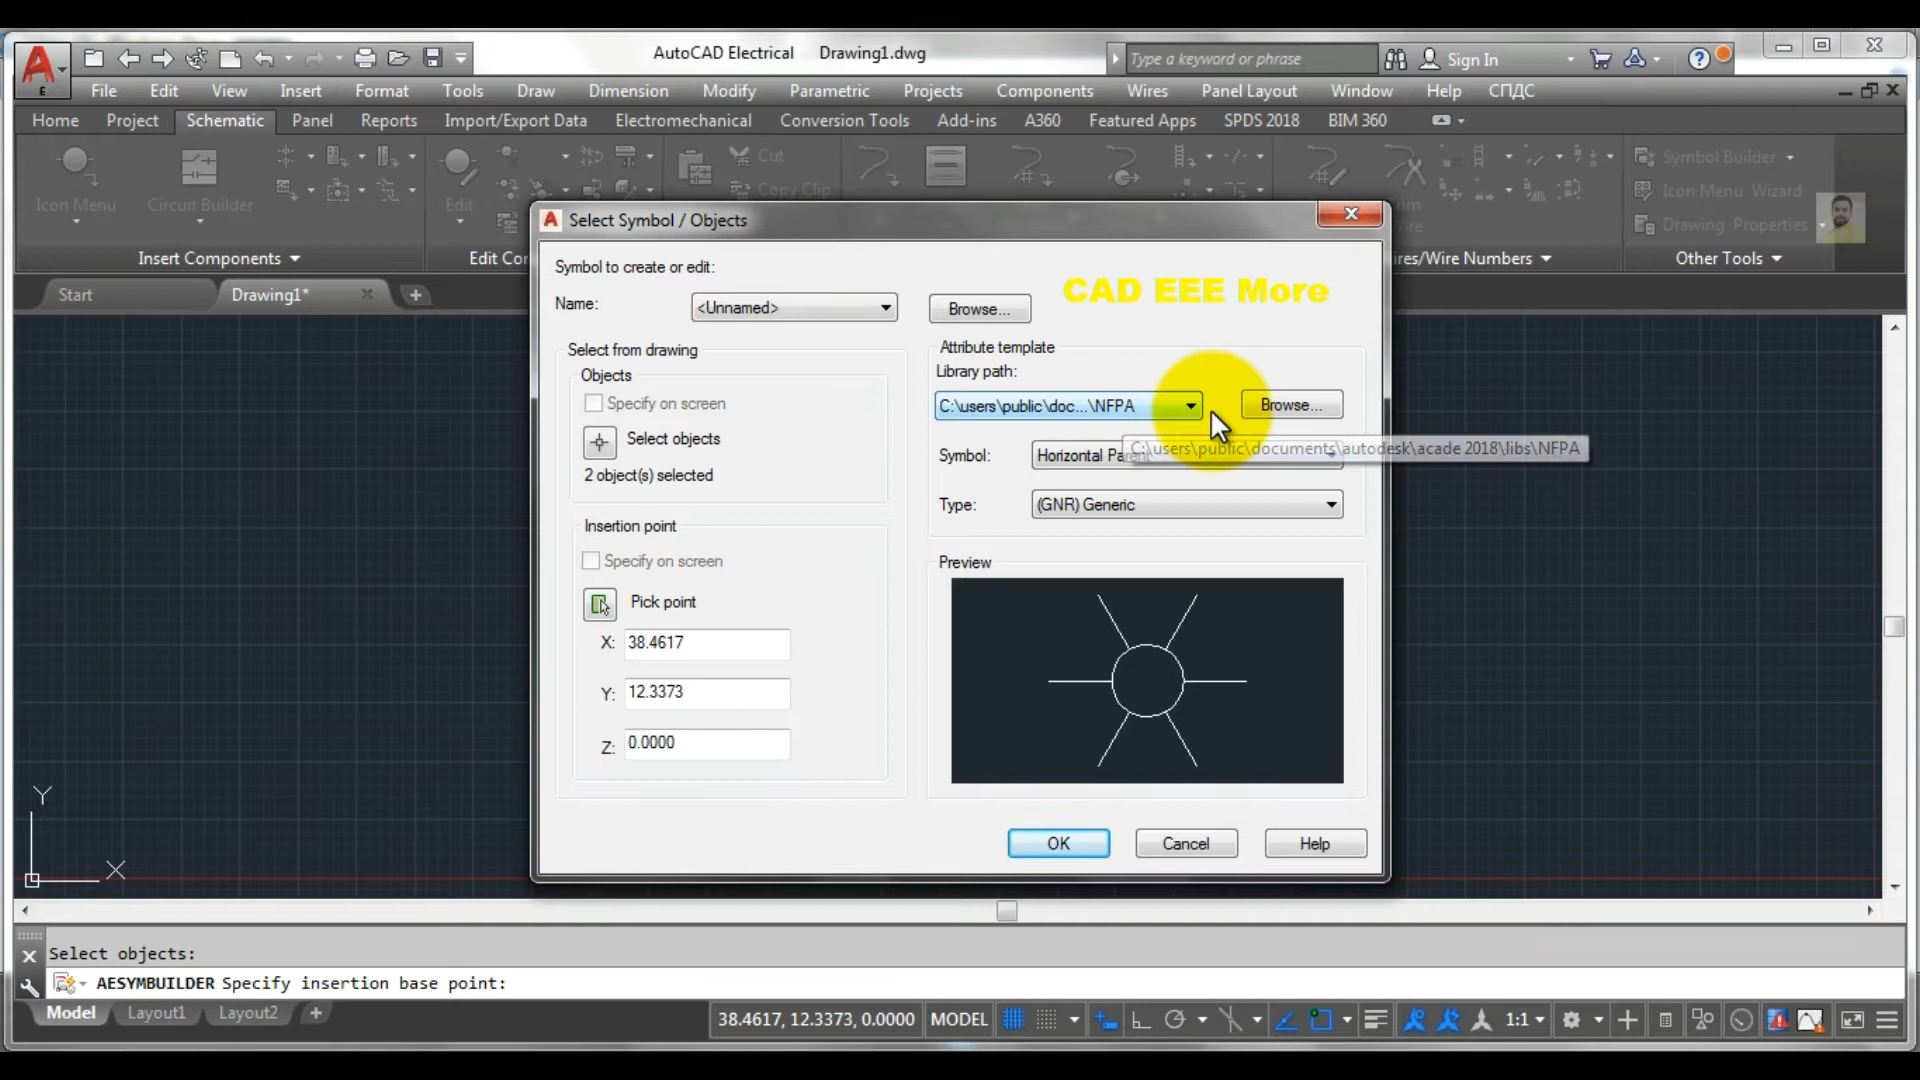 AutoCAD Electrical Drawing1.dwg
Type a keyword or phrase
Sign In
E
File Edit View Insert Format Tools Draw Dimension Modify Parametric Projects Components Wires Panel Layout Window Help СПДС
Home Project Schematic Panel Reports Import/Export Data Electromechanical Conversion Tools Add-ins A360 Featured Apps SPDS 2018 BIM 360
Cut
Symbol Builder
Icon Menu Circuit Builder Edit Copy Clip
Icon Menu Wizard
Drawing Properties
Insert Components
Other Tools
ires/Wire Numbers
Start Drawing1*
Select Symbol / Objects
Symbol to create or edit:
Name: <Unnamed> Browse...
CAD EEE More
Select from drawing
Objects
Specify on screen
Select objects
2 object(s) selected
Insertion point
Specify on screen
Pick point
X: 38.4617
Y: 12.3373
Z: 0.0000
Attribute template
Library path:
C:\users\public\doc...\NFPA Browse...
C:\users\public\documents\autodesk\acade 2018\libs\NFPA
Symbol: Horizontal
Type: (GNR) Generic
Preview
OK Cancel Help
Y
X
Select objects:
AESYMBUILDER Specify insertion base point:
Model Layout1 Layout2
38.4617, 12.3373, 0.0000 MODEL 1:1